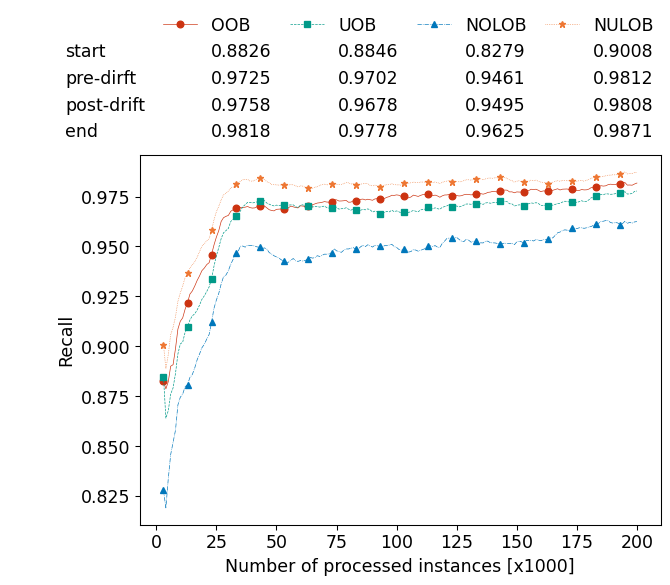 OOB UOB NOLOB NULOB
start 0.8826 0.8846 0.8279 0.9008
pre-dirft 0.9725 0.9702 0.9461 0.9812
post-drift 0.9758 0.9678 0.9495 0.9808
end 0.9818 0.9778 0.9625 0.9871
0.975
0.950
0.925
0.900
0.875
0.850
0.825
Recall
0 25 50 75 100 125 150 175 200
Number of processed instances [x1000]